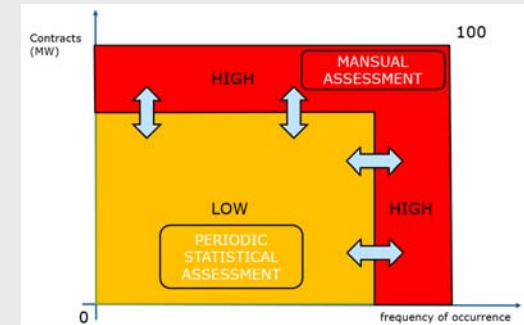 Contracts
(MW)
100
MANSUAL
ASSESSMENT
HIGH
LOW
HIGH
PERIODIC
STATISTICAL
ASSESSMENT
0
frequency of occurrence